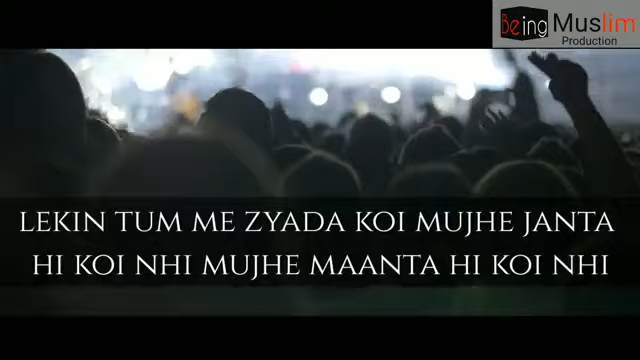 Being Muslim
Production
LEKIN TUM ME ZYADA KOI MUJHE JANTA
HI KOI NHI MUJHE MAANTA HI KOI NHI